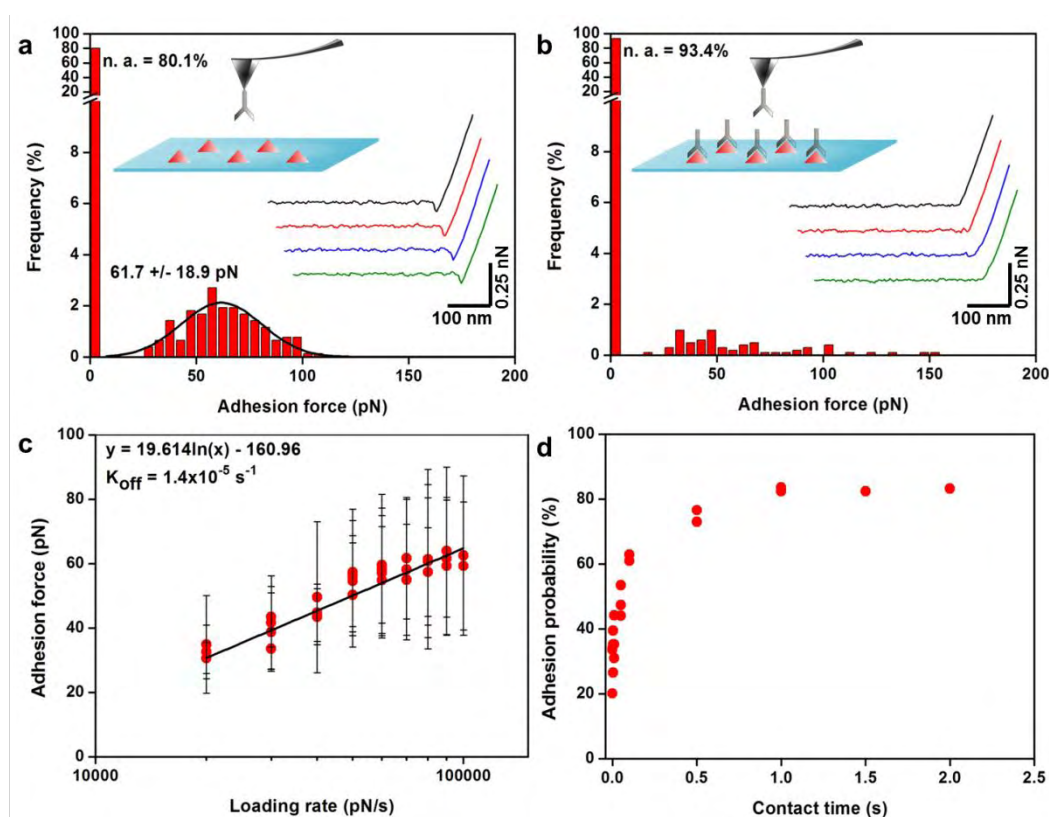 a
n. a. = 80.1%
Frequency (%)
100
80
60
40
20
8
6
4
2
0
61.7 +/- 18.9 pN
0.25 nN
100 nm
0 50 100 150 200
Adhesion force (pN)
b
n. a. = 93.4%
Frequency (%)
100
80
60
40
20
8
6
4
2
0
0.25 nN
100 nm
0 50 100 150 200
Adhesion force (pN)
c
y = 19.614ln(x) - 160.96
Koff = 1.4x10-5 s-1
Adhesion force (pN)
100
80
60
40
20
0
10000 100000
Loading rate (pN/s)
d
Adhesion probability (%)
100
80
60
40
20
0
0.0 0.5 1.0 1.5 2.0 2.5
Contact time (s)